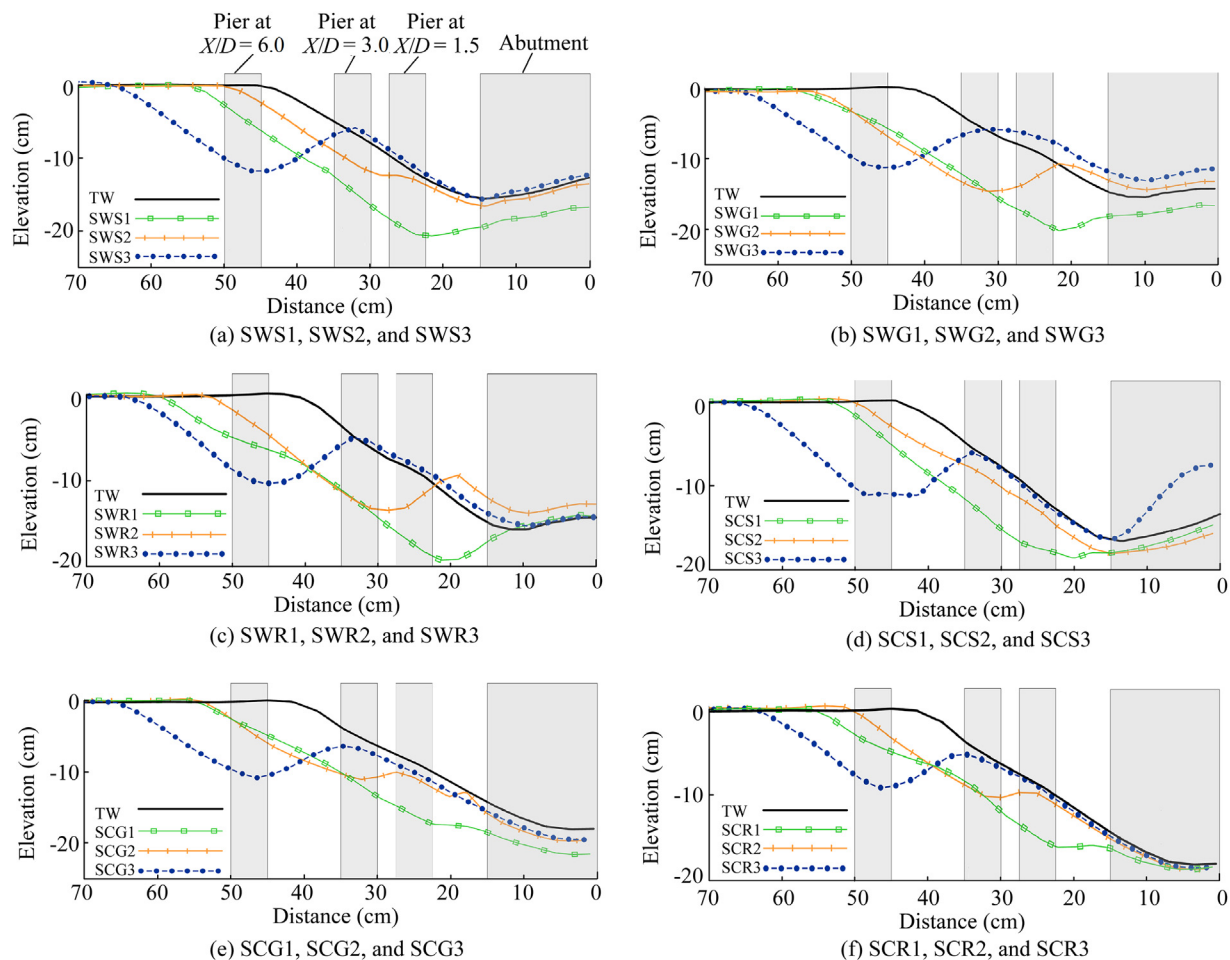 Pier at
X/D = 6.0
Pier at
X/D = 3.0
Pier at
X/D = 1.5
Abutment
Elevation (cm)
0
-10
-20
TW
SWS1
SWS2
SWS3
70 60 50 40 30 20 10 0
Distance (cm)
(a) SWS1, SWS2, and SWS3
Elevation (cm)
0
-10
-20
TW
SWG1
SWG2
SWG3
70 60 50 40 30 20 10 0
Distance (cm)
(b) SWG1, SWG2, and SWG3
Elevation (cm)
0
-10
-20
TW
SWR1
SWR2
SWR3
70 60 50 40 30 20 10 0
Distance (cm)
(c) SWR1, SWR2, and SWR3
Elevation (cm)
0
-10
-20
TW
SCS1
SCS2
SCS3
70 60 50 40 30 20 10 0
Distance (cm)
(d) SCS1, SCS2, and SCS3
Elevation (cm)
0
-10
-20
TW
SCG1
SCG2
SCG3
70 60 50 40 30 20 10 0
Distance (cm)
(e) SCG1, SCG2, and SCG3
Elevation (cm)
0
-10
-20
TW
SCR1
SCR2
SCR3
70 60 50 40 30 20 10 0
Distance (cm)
(f) SCR1, SCR2, and SCR3